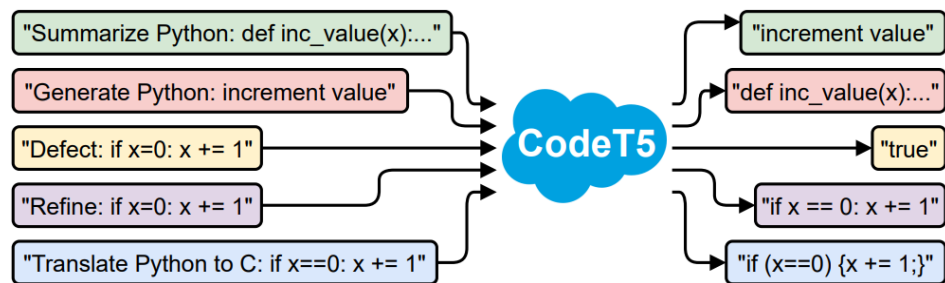 "Summarize Python: def inc_value(x):..."
"Generate Python: increment value"
"Defect: if x=0: x += 1"
"Refine: if x=0: x += 1"
"Translate Python to C: if x==0: x += 1"
CodeT5
"increment value"
"def inc_value(x):..."
"true"
"if x == 0: x += 1"
"if (x==0) {x += 1;}"